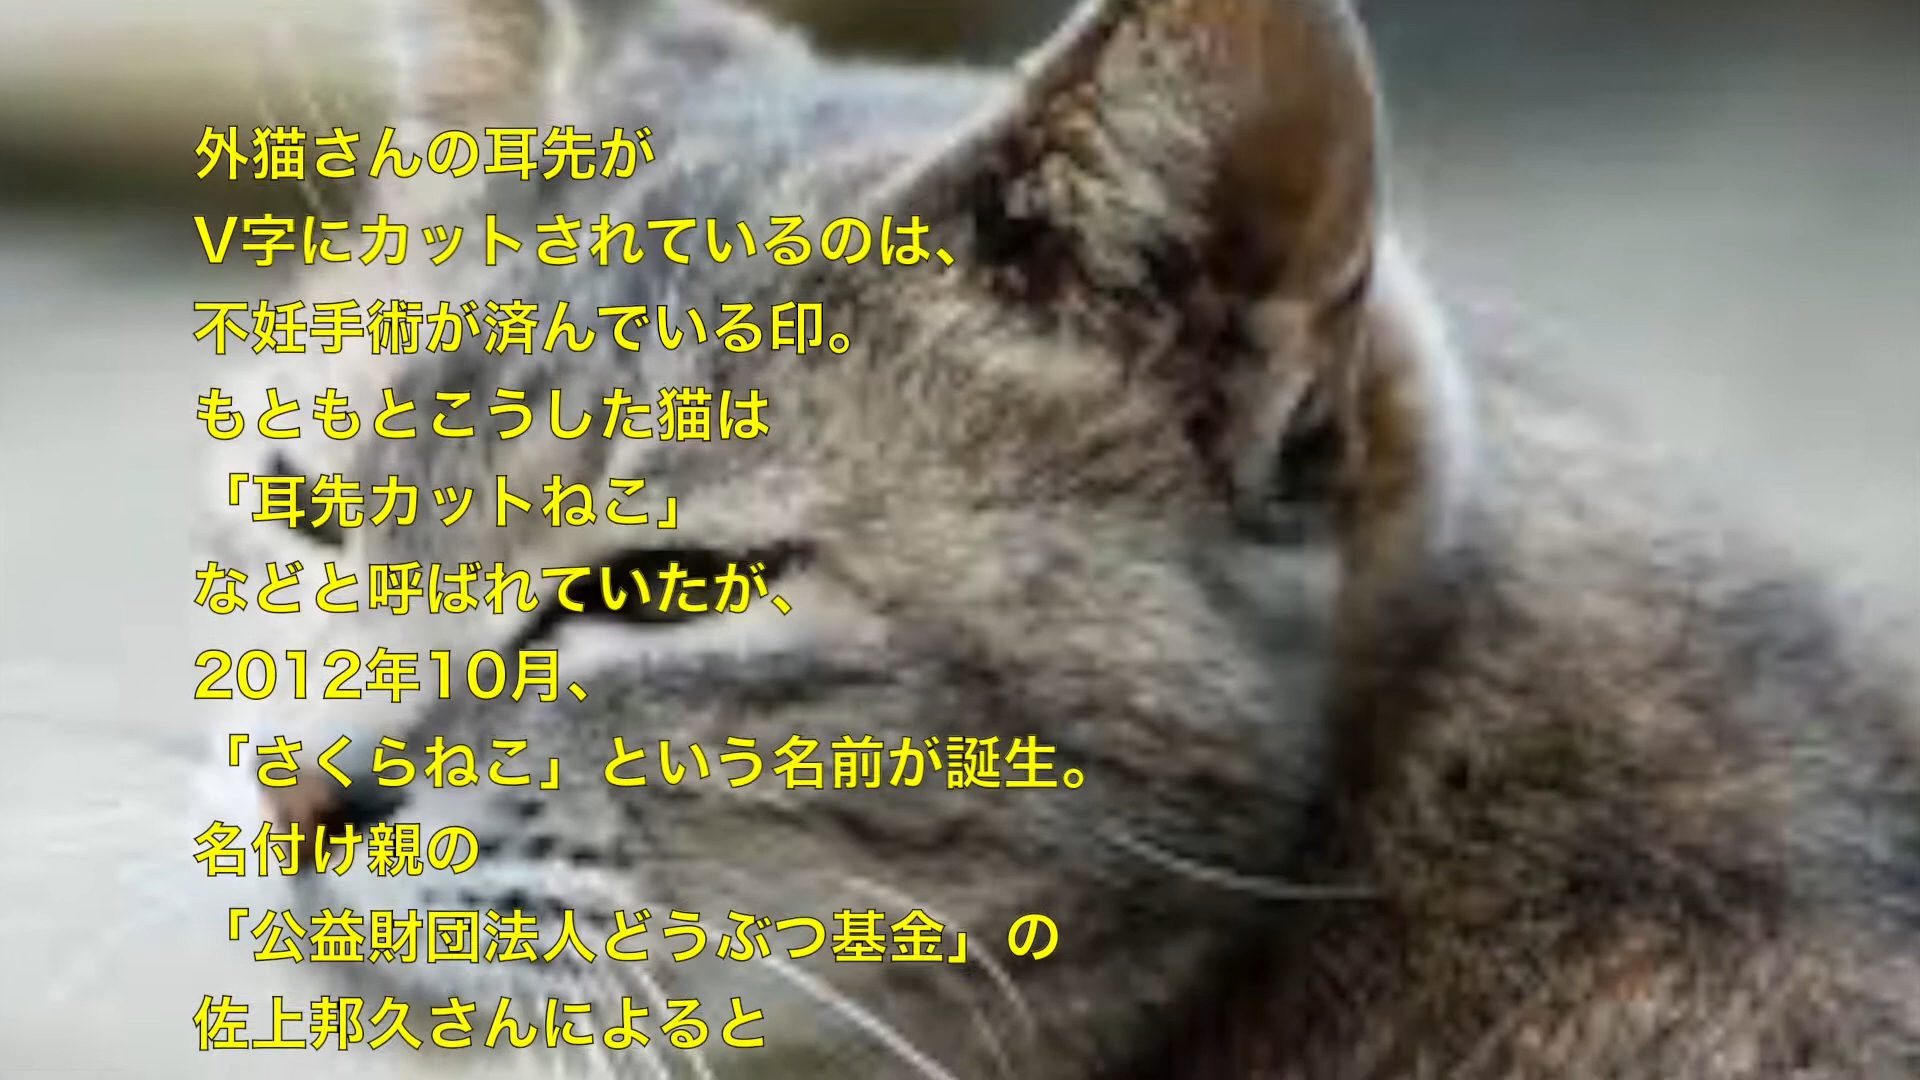 外猫さんの耳先が
V字にカットされているのは、
不妊手術が済んでいる印。
もともとこうした猫は
「耳先カットねこ」
などと呼ばれていたが、
2012年10月、
「さくらねこ」という名前が誕生。
名付け親の
「公益財団法人どうぶつ基金」の
佐上邦久さんによると